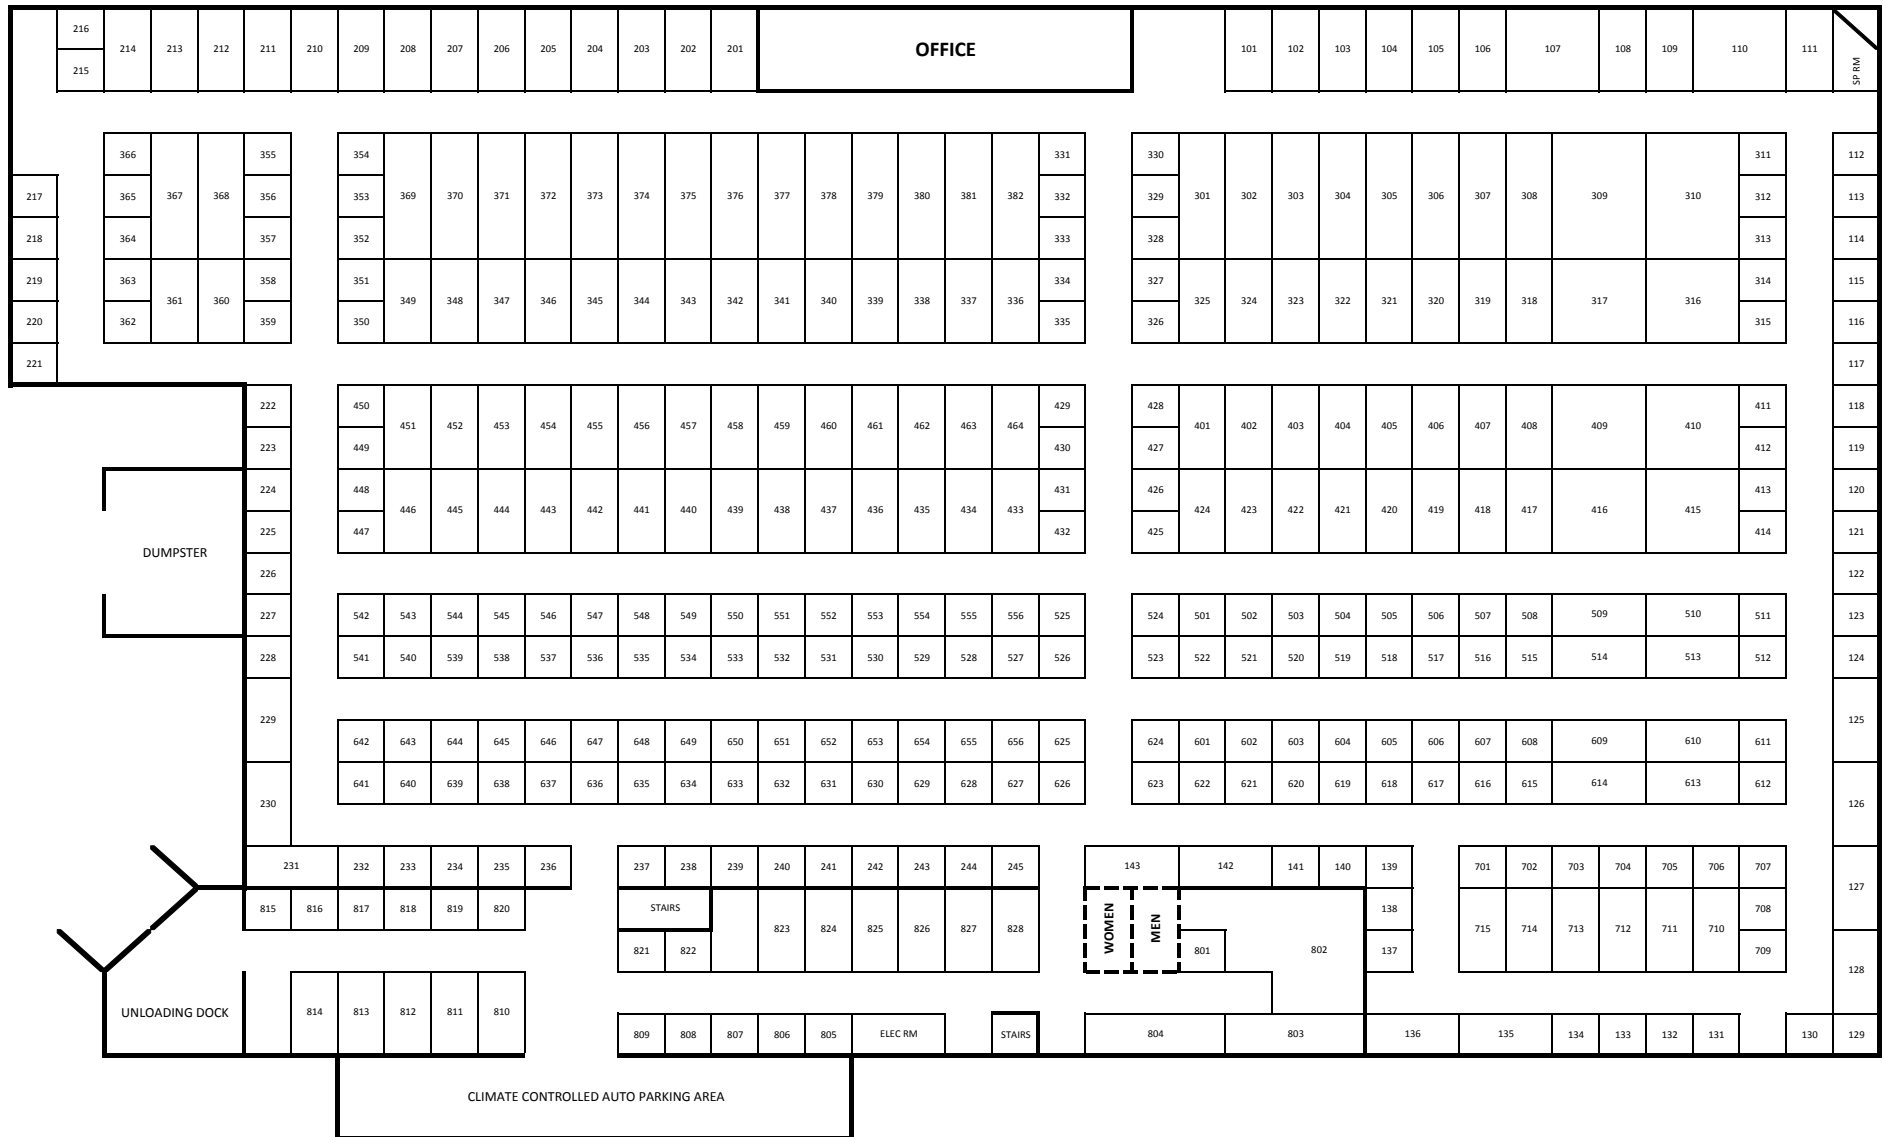 216
214 213 212 211 210 209 208 207 206 205 204 203 202 201 OFFICE 101 102 103 104 105 106 107 108 109 110 111
215
SP RM
366 355 354 331 330 311 112
217 365 367 368 356 353 369 370 371 372 373 374 375 376 377 378 379 380 381 382 332 329 301 302 303 304 305 306 307 308 309 310 312 113
218 364 357 352 333 328 313 114
219 363 358 351 334 327 314 115
361 360 349 348 347 346 345 344 343 342 341 340 339 338 337 336 325 324 323 322 321 320 319 318 317 316
220 362 359 350 335 326 315 116
221 117
222 450 429 428 411 118
451 452 453 454 455 456 457 458 459 460 461 462 463 464 401 402 403 404 405 406 407 408 409 410
223 449 430 427 412 119
224 448 431 426 413 120
446 445 444 443 442 441 440 439 438 437 436 435 434 433 424 423 422 421 420 419 418 417 416 415
225 447 432 425 414 121
DUMPSTER
226 122
227 542 543 544 545 546 547 548 549 550 551 552 553 554 555 556 525 524 501 502 503 504 505 506 507 508 509 510 511 123
228 541 540 539 538 537 536 535 534 533 532 531 530 529 528 527 526 523 522 521 520 519 518 517 516 515 514 513 512 124
229 125
642 643 644 645 646 647 648 649 650 651 652 653 654 655 656 625 624 601 602 603 604 605 606 607 608 609 610 611
641 640 639 638 637 636 635 634 633 632 631 630 629 628 627 626 623 622 621 620 619 618 617 616 615 614 613 612
230 126
231 232 233 234 235 236 237 238 239 240 241 242 243 244 245 143 142 141 140 139 701 702 703 704 705 706 707
127
815 816 817 818 819 820 STAIRS 138 708
823 824 825 826 827 828 WOMEN MEN 715 714 713 712 711 710
821 822 801 802 137 709
128
UNLOADING DOCK 814 813 812 811 810
809 808 807 806 805 ELEC RM STAIRS 804 803 136 135 134 133 132 131 130 129
CLIMATE CONTROLLED AUTO PARKING AREA